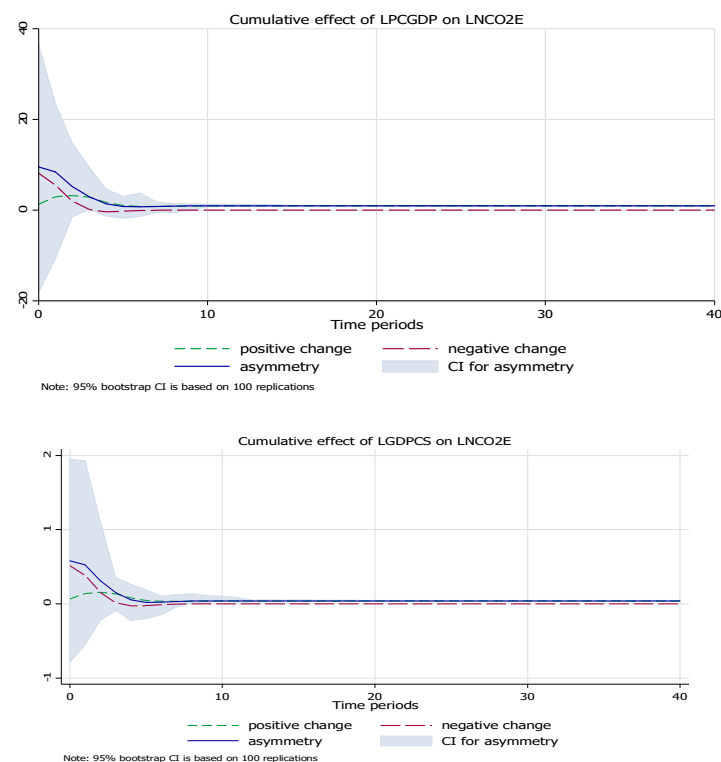 Cumulative effect of LPCGDP on LNCO2E
40
20
0
-20
0 10 20 30 40
Time periods
positive change negative change
asymmetry CI for asymmetry
Note: 95% bootstrap CI is based on 100 replications
Cumulative effect of LGDPCS on LNCO2E
2
1
0
-1
0 10 20 30 40
Time periods
positive change negative change
asymmetry CI for asymmetry
Note: 95% bootstrap CI is based on 100 replications